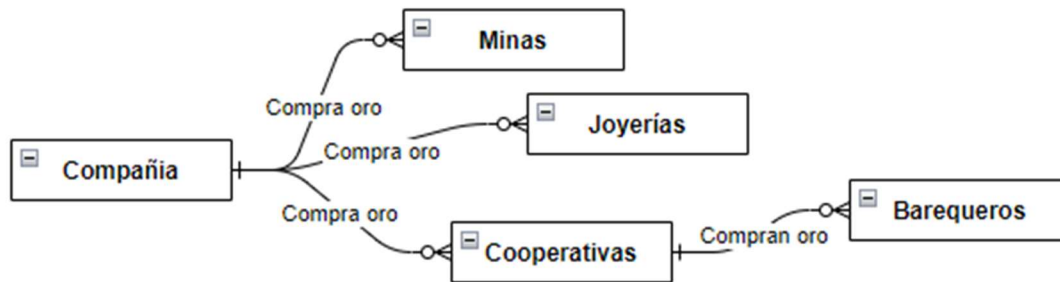 Minas
Compra oro
Joyerías
Compra oro
Compañia
Barequeros
Compra oro
Compran oro
Cooperativas